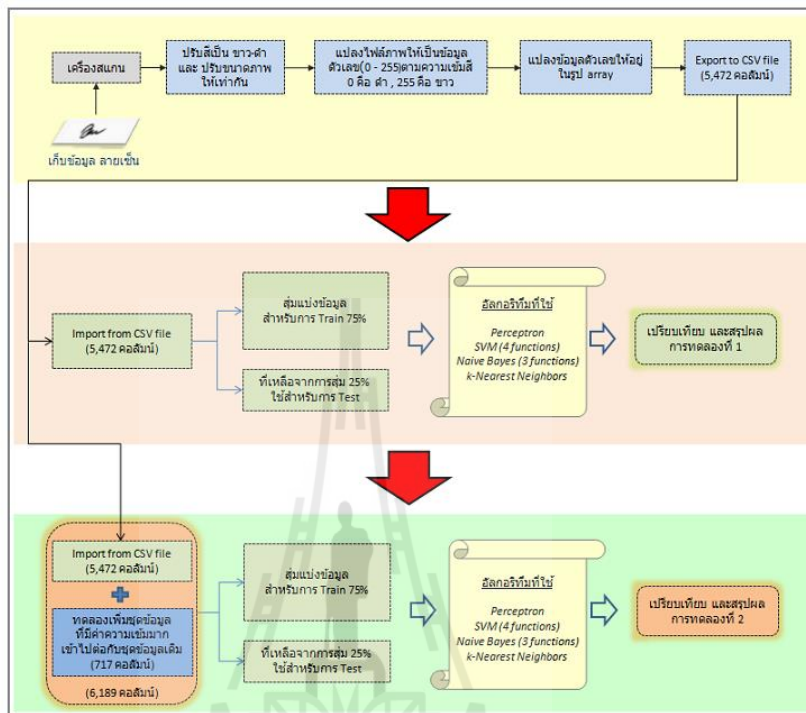 เครื่องสแกน
เก็บข้อมูล ลายเซ็น
ปรับสีเป็น ขาว-ดำ
และ ปรับขนาดภาพ
ให้เท่ากัน
แปลงไฟล์ภาพให้เป็นข้อมูล
ตัวเลข(0 - 255)ตามความเข้มสี
0 คือ ดำ , 255 คือ ขาว
แปลงข้อมูลตัวเลขให้อยู่
ในรูป array
Export to CSV file
(5,472 คอลัมน์)
Import from CSV file
(5,472 คอลัมน์)
สุ่มแบ่งข้อมูล
สำหรับการ Train 75%
ที่เหลือจากการสุ่ม 25%
ใช้สำหรับการ Test
อัลกอริทึมที่ใช้
Perceptron
SVM (4 functions)
Naive Bayes (3 functions)
k-Nearest Neighbors
เปรียบเทียบ และสรุปผล
การทดลองที่ 1
Import from CSV file
(5,472 คอลัมน์)
ทดลองเพิ่มชุดข้อมูล
ที่มีค่าความเข้มมาก
เข้าไปต่อกับชุดข้อมูลเดิม
(717 คอลัมน์)
(6,189 คอลัมน์)
สุ่มแบ่งข้อมูล
สำหรับการ Train 75%
ที่เหลือจากการสุ่ม 25%
ใช้สำหรับการ Test
อัลกอริทึมที่ใช้
Perceptron
SVM (4 functions)
Naive Bayes (3 functions)
k-Nearest Neighbors
เปรียบเทียบ และสรุปผล
การทดลองที่ 2